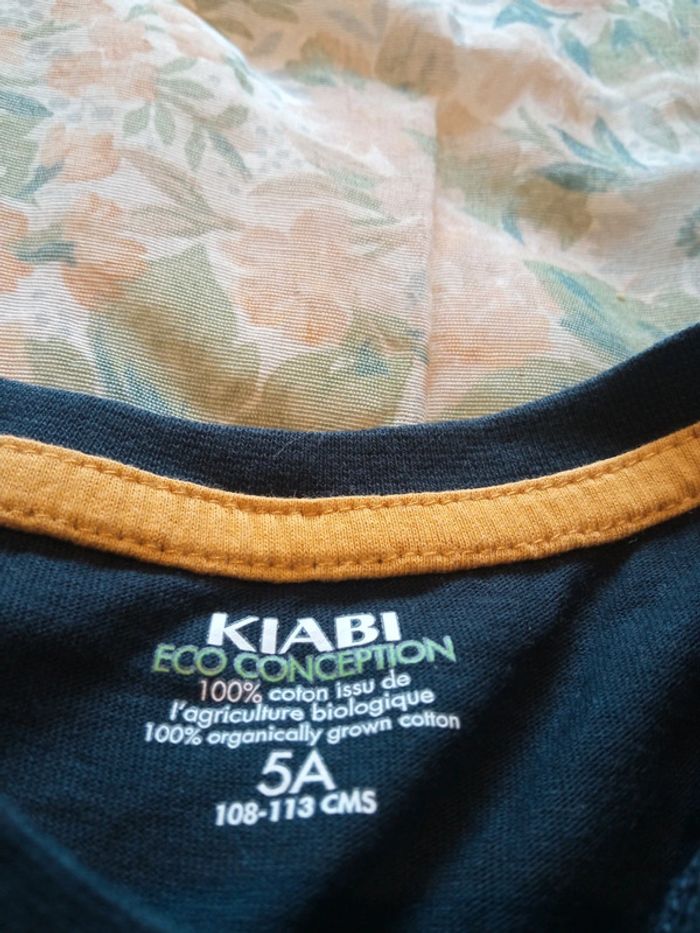 KIABI
ECO CONCEPTION
100% coton issu de
l'agriculture biologique
100% organically grown cotton
5A
108-113 CMS